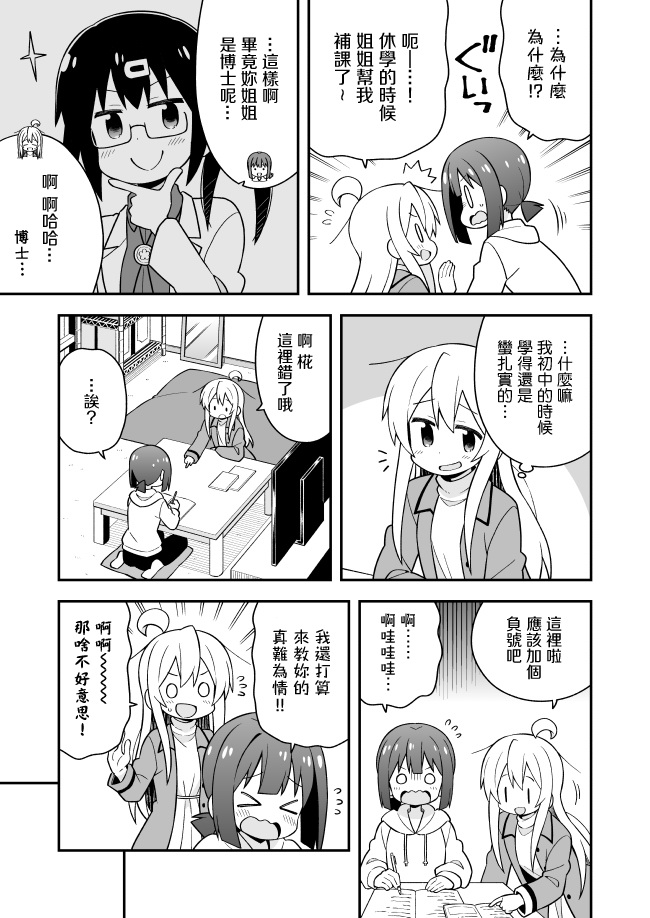 …為什麼
為什麼!?
ぐいっ
呃——…!
休學的時候
姐姐幫我
補課了~
…這樣啊
畢竟妳姐姐
是博士呢…
啊 啊哈哈…
博士…
…什麼嘛
我初中的時候
學得還是
蠻扎實的…
啊 椛
這裡錯了哦
…誒？
這裡啦
應該加個
負號吧
啊……
啊哇哇哇…
我還打算
來教妳的
真難為情!!
啊啊~~~~
那啥不好意思！